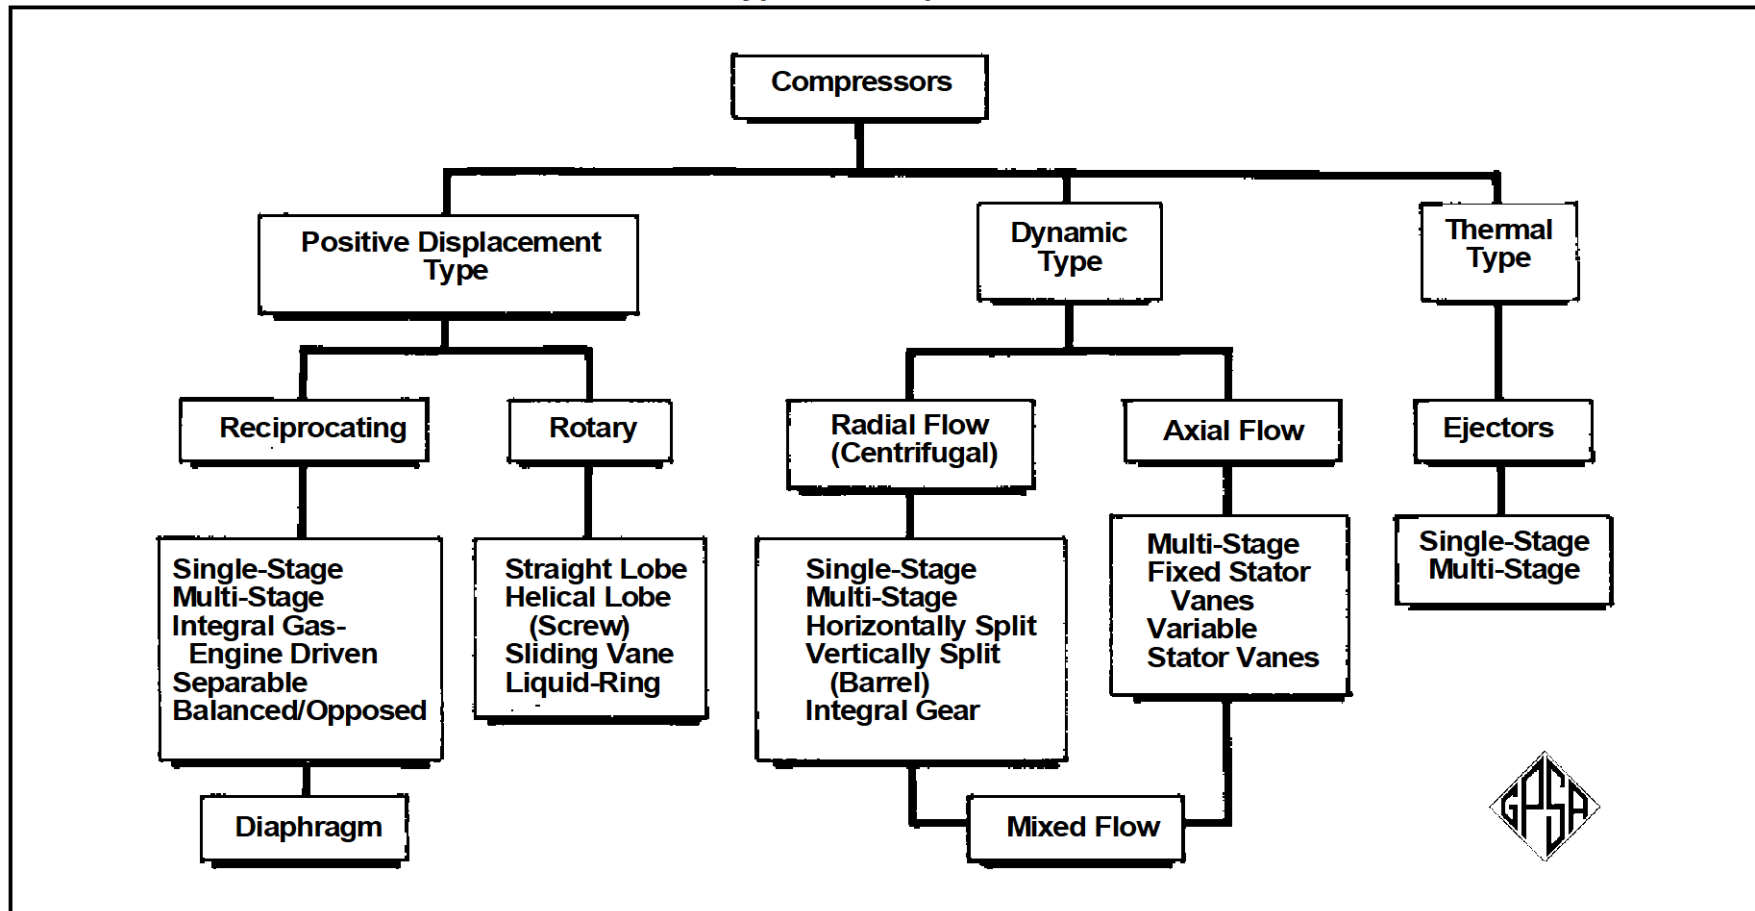 Compressors
Positive Displacement
Type
Dynamic
Type
Thermal
Type
Reciprocating
Rotary
Radial Flow
(Centrifugal)
Axial Flow
Ejectors
Single-Stage
Multi-Stage
Integral Gas-
Engine Driven
Separable
Balanced/Opposed
Straight Lobe
Helical Lobe
(Screw)
Sliding Vane
Liquid-Ring
Single-Stage
Multi-Stage
Horizontally Split
Vertically Split
(Barrel)
Integral Gear
Multi-Stage
Fixed Stator
Vanes
Variable
Stator Vanes
Single-Stage
Multi-Stage
Diaphragm
Mixed Flow
GPSA